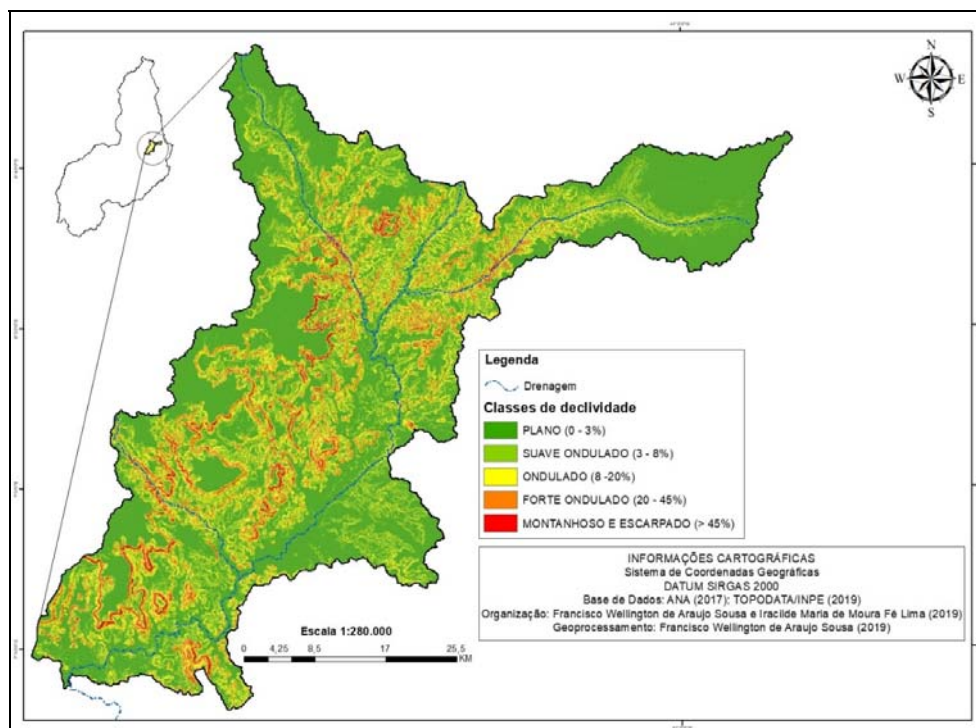 N
W E
S
Legenda
Drenagem
Classes de declividade
PLANO (0 - 3%)
SUAVE ONDULADO (3 - 8%)
ONDULADO (8 -20%)
FORTE ONDULADO (20 - 45%)
MONTANHOSO E ESCARPADO (> 45%)
INFORMAÇÕES CARTOGRÁFICAS
Sistema de Coordenadas Geográficas
DATUM SIRGAS 2000
Base de Dados: ANA (2017); TOPODATA/INPE (2019)
Organização: Francisco Wellington de Araujo Sousa e Iracilde Maria de Moura Fé Lima (2019)
Geoprocessamento: Francisco Wellington de Araujo Sousa (2019)
Escala 1:280.000
0 4,25 8,5 17 25,5
KM